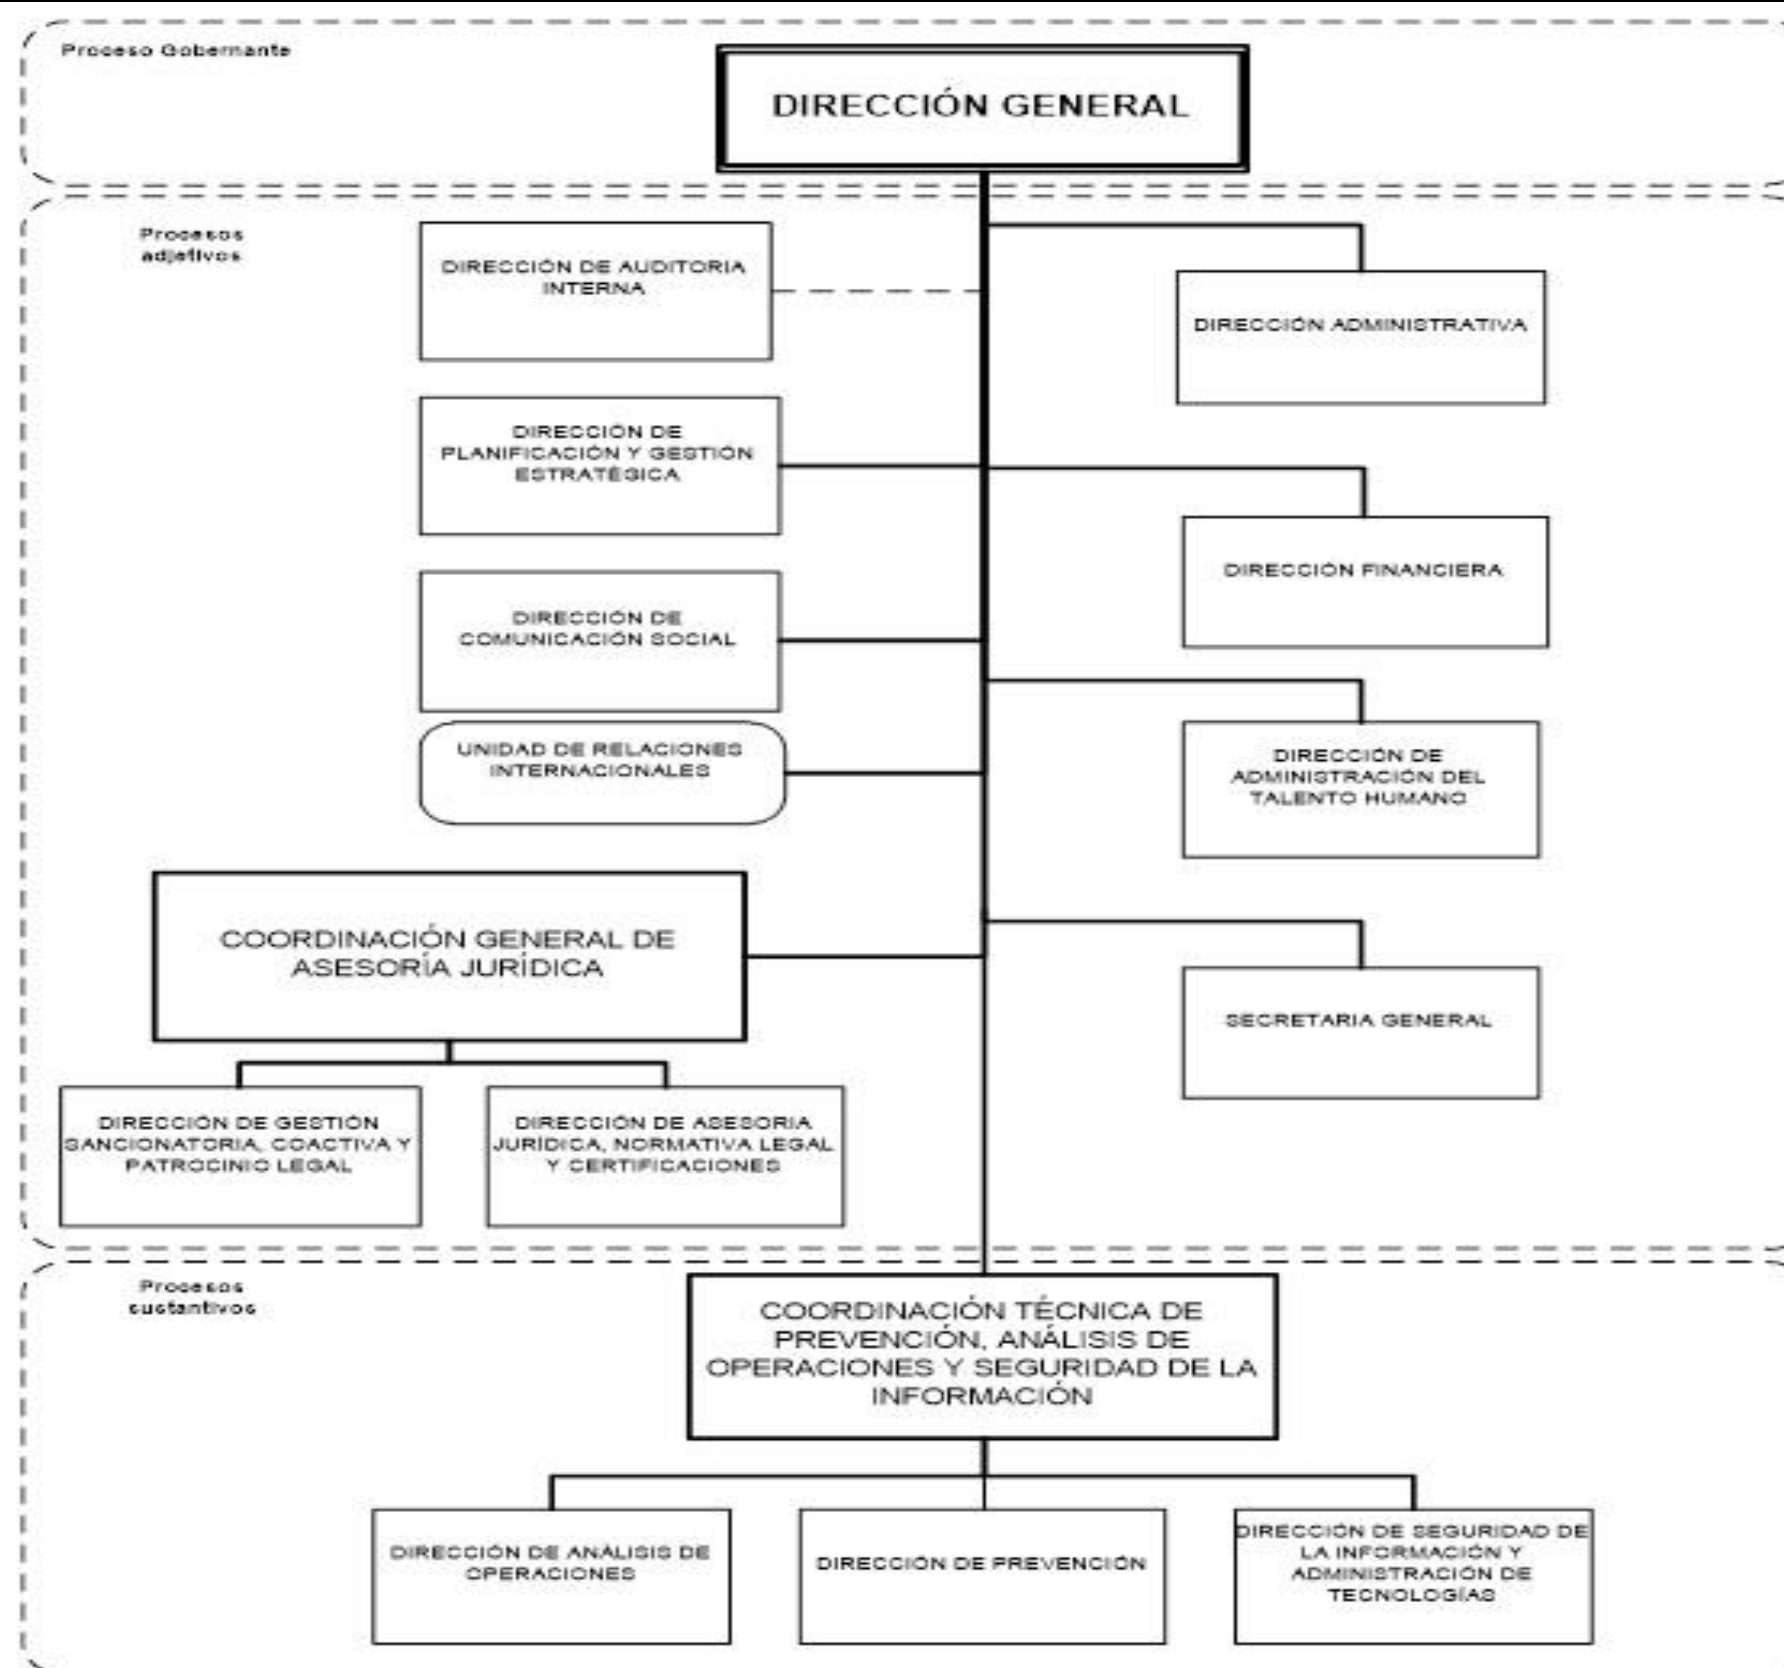 Proceso Gobernante
DIRECCIÓN GENERAL
Procesos
adjetivos
DIRECCIÓN DE AUDITORIA
INTERNA
DIRECCIÓN ADMINISTRATIVA
DIRECCIÓN DE
PLANIFICACIÓN Y GESTIÓN
ESTRATÉGICA
DIRECCIÓN FINANCIERA
DIRECCIÓN DE
COMUNICACIÓN SOCIAL
UNIDAD DE RELACIONES
INTERNACIONALES
DIRECCIÓN DE
ADMINISTRACIÓN DEL
TALENTO HUMANO
COORDINACIÓN GENERAL DE
ASESORÍA JURÍDICA
SECRETARIA GENERAL
DIRECCIÓN DE GESTIÓN
SANCIONATORIA, COACTIVA Y
PATROCINIO LEGAL
DIRECCIÓN DE ASESORIA
JURÍDICA, NORMATIVA LEGAL
Y CERTIFICACIONES
Procesos
sustantivos
COORDINACIÓN TÉCNICA DE
PREVENCIÓN, ANÁLISIS DE
OPERACIONES Y SEGURIDAD DE LA
INFORMACIÓN
DIRECCIÓN DE ANÁLISIS DE
OPERACIONES
DIRECCIÓN DE PREVENCIÓN
DIRECCIÓN DE SEGURIDAD DE
LA INFORMACIÓN Y
ADMINISTRACIÓN DE
TECNOLOGÍAS